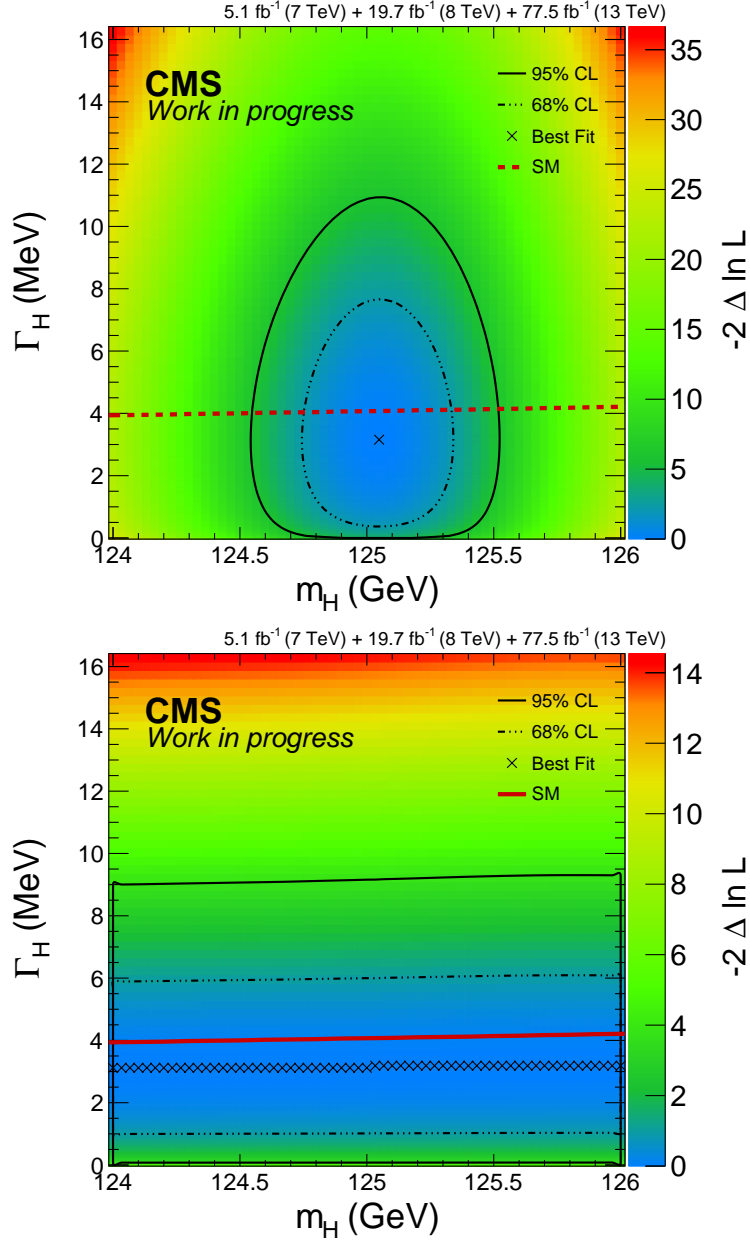 5.1 fb⁻¹ (7 TeV) + 19.7 fb⁻¹ (8 TeV) + 77.5 fb⁻¹ (13 TeV)
CMS
Work in progress
95% CL
68% CL
Best Fit
SM
16
14
12
10
8
6
4
2
0
Γ_H (MeV)
124
124.5
125
125.5
126
m_H (GeV)
35
30
25
20
15
10
5
0
-2 Δ ln L
5.1 fb⁻¹ (7 TeV) + 19.7 fb⁻¹ (8 TeV) + 77.5 fb⁻¹ (13 TeV)
CMS
Work in progress
95% CL
68% CL
Best Fit
SM
16
14
12
10
8
6
4
2
0
Γ_H (MeV)
124
124.5
125
125.5
126
m_H (GeV)
14
12
10
8
6
4
2
0
-2 Δ ln L